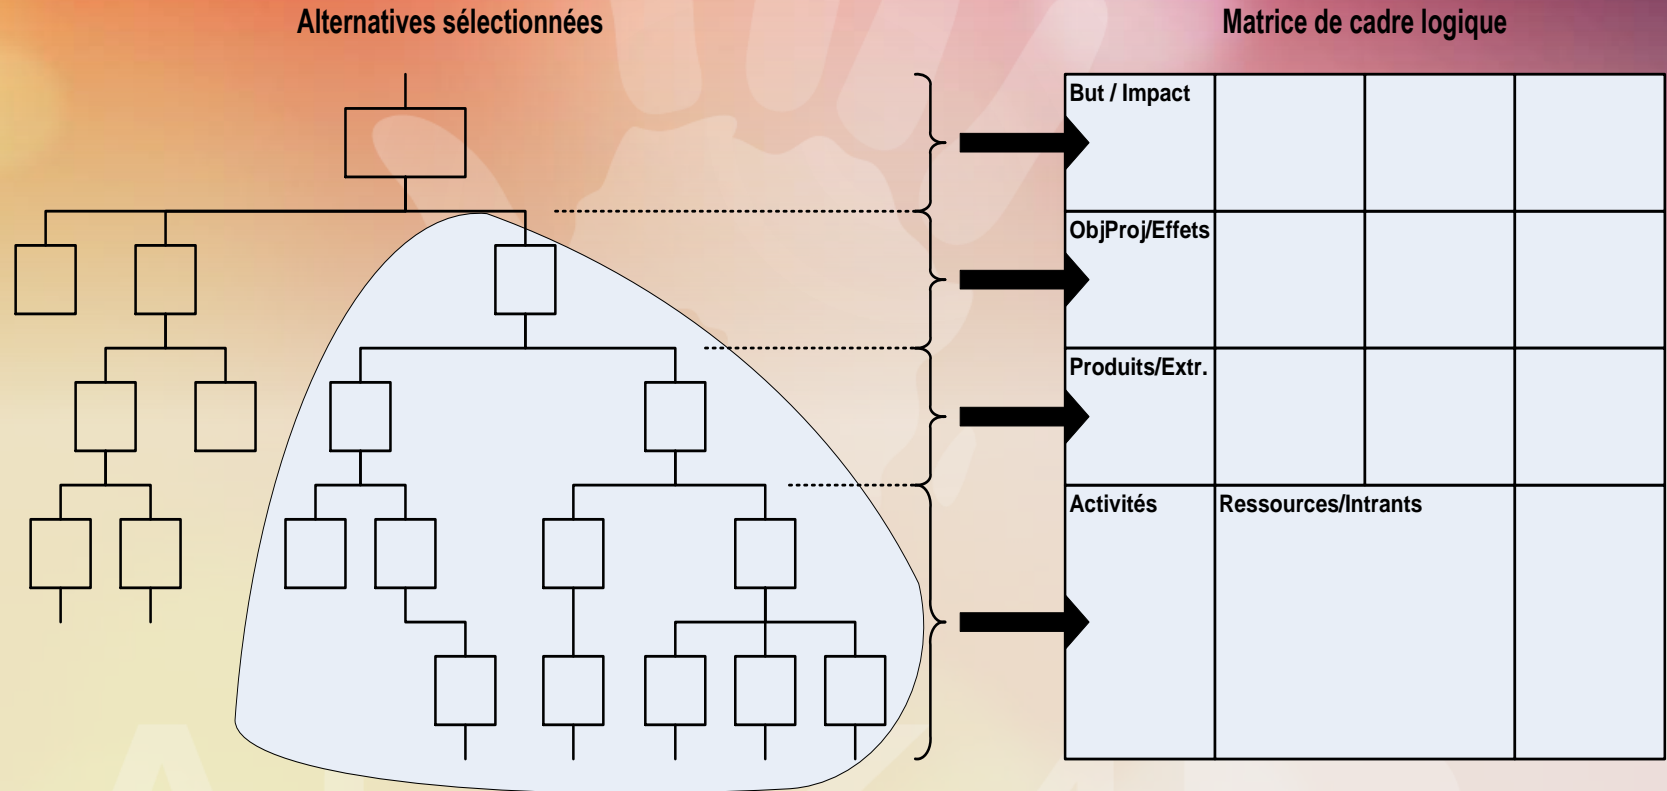 Alternatives sélectionnées
Matrice de cadre logique
But / Impact
ObjProj/Effets
Produits/Extr.
Activités
Ressources/Intrants